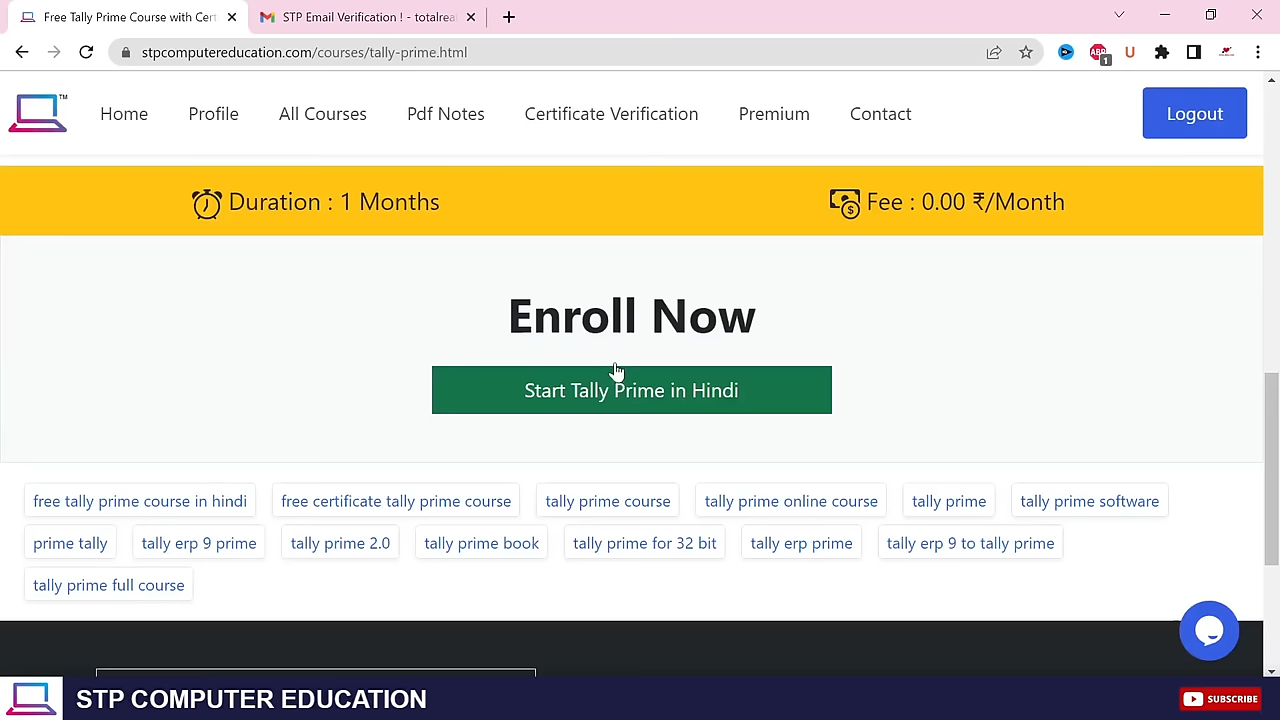 Free Tally Prime Course with Cert
STP Email Verification ! - totalreal
stpcomputereducation.com/courses/tally-prime.html
ABP
1
U
TM
Home
Profile
All Courses
Pdf Notes
Certificate Verification
Premium
Contact
Logout
Duration : 1 Months
Fee : 0.00 ₹/Month
Enroll Now
Start Tally Prime in Hindi
free tally prime course in hindi
free certificate tally prime course
tally prime course
tally prime online course
tally prime
tally prime software
prime tally
tally erp 9 prime
tally prime 2.0
tally prime book
tally prime for 32 bit
tally erp prime
tally erp 9 to tally prime
tally prime full course
STP COMPUTER EDUCATION
SUBSCRIBE